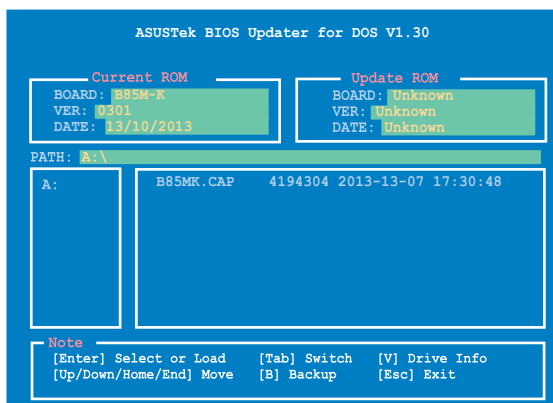 ASUSTek BIOS Updater for DOS V1.30
Current ROM
BOARD: B85M-K
VER: 0301
DATE: 13/10/2013
Update ROM
BOARD: Unknown
VER: Unknown
DATE: Unknown
PATH: A:\
A:
B85MK.CAP 4194304 2013-13-07 17:30:48
Note
[Enter] Select or Load [Tab] Switch [V] Drive Info
[Up/Down/Home/End] Move [B] Backup [Esc] Exit